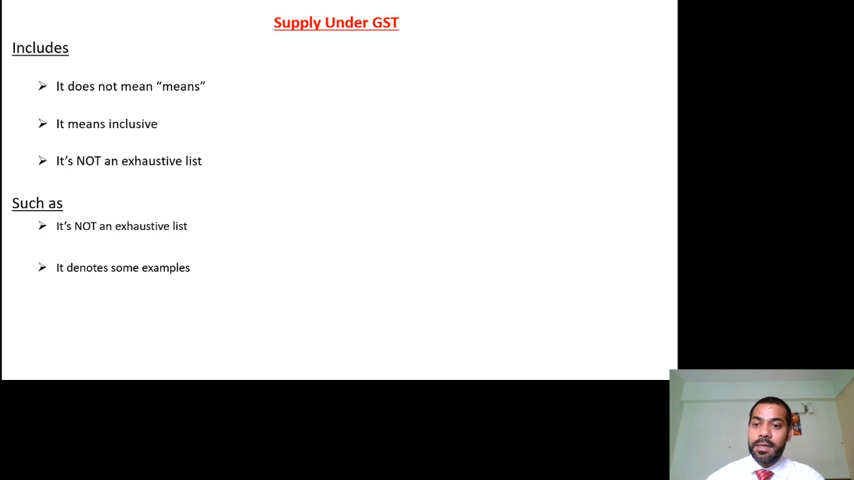 Supply Under GST
Includes
➢ It does not mean “means”
➢ It means inclusive
➢ It’s NOT an exhaustive list
Such as
➢ It’s NOT an exhaustive list
➢ It denotes some examples